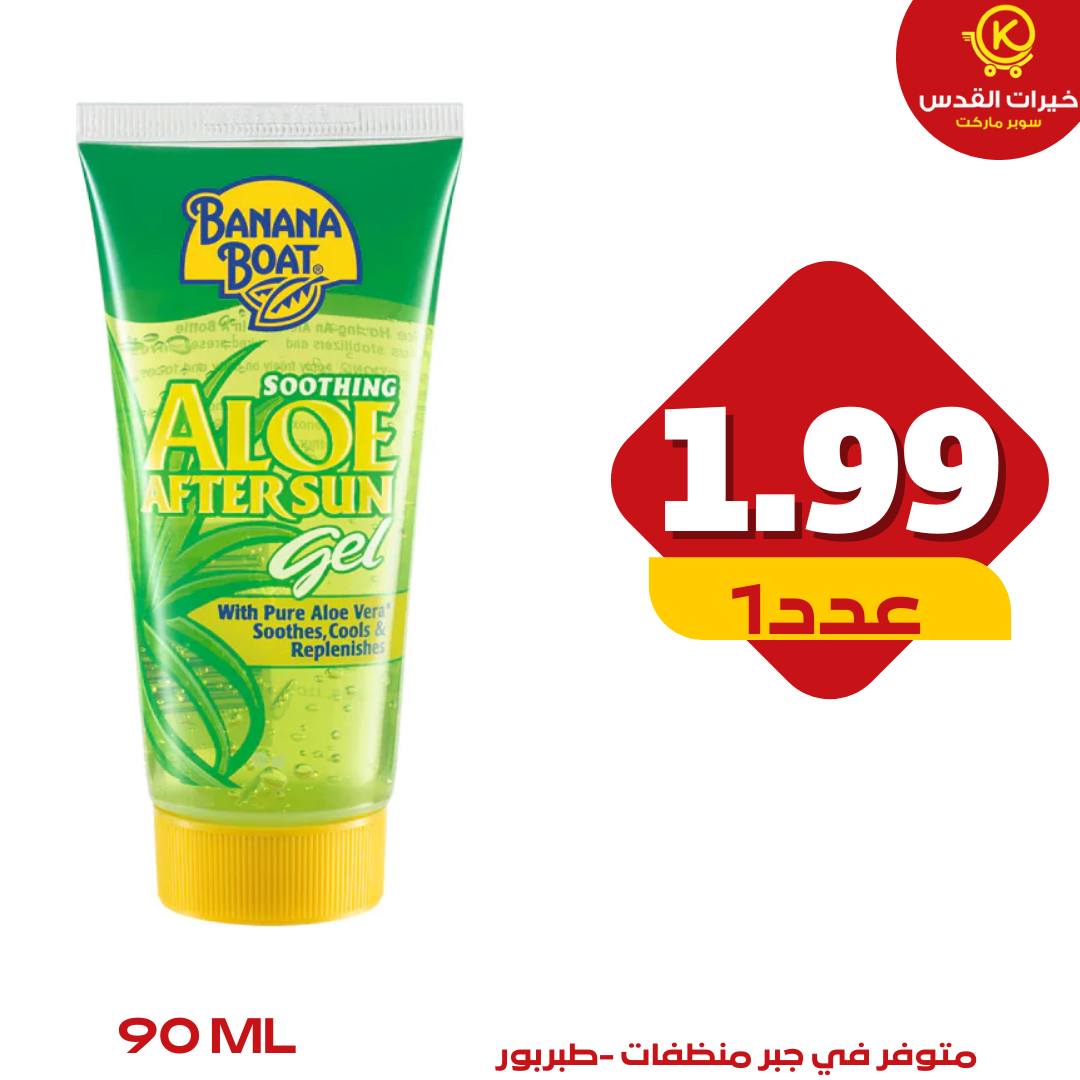 K
خيرات القدس
سوبر ماركت
BANANA
BOAT®
SOOTHING
ALOE
AFTER SUN
Gel
With Pure Aloe Vera*
Soothes, Cools &
Replenishes
1.99
عدد1
90 ML
متوفر في جبر منظفات -طبربور